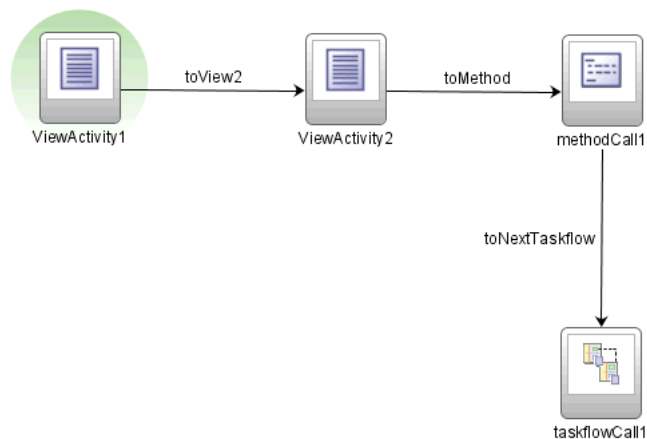 toView2
toMethod
ViewActivity1
ViewActivity2
methodCall1
toNextTaskflow
taskflowCall1